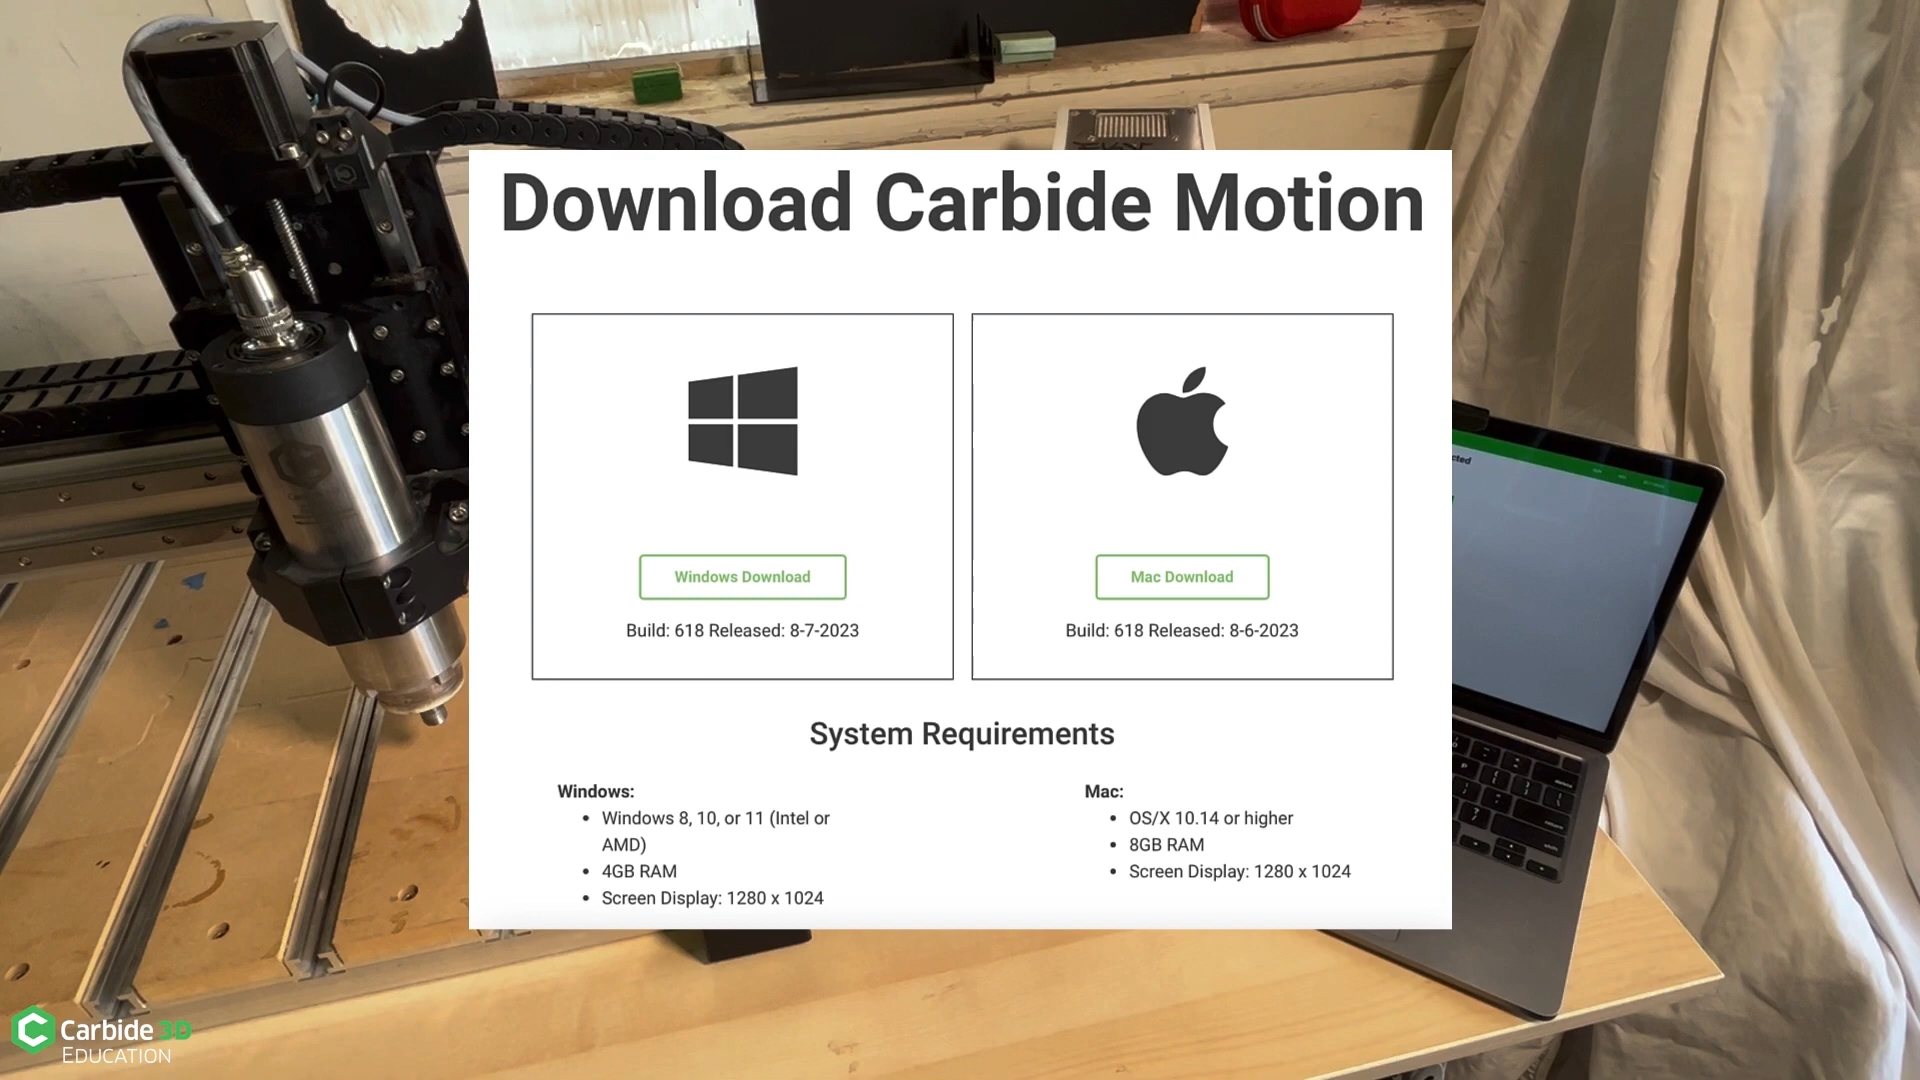 Download Carbide Motion
Windows Download
Build: 618 Released: 8-7-2023
Mac Download
Build: 618 Released: 8-6-2023
System Requirements
Windows:
• Windows 8, 10, or 11 (Intel or
AMD)
• 4GB RAM
• Screen Display: 1280 x 1024
Mac:
• OS/X 10.14 or higher
• 8GB RAM
• Screen Display: 1280 x 1024
cted
Carbide 3D
EDUCATION